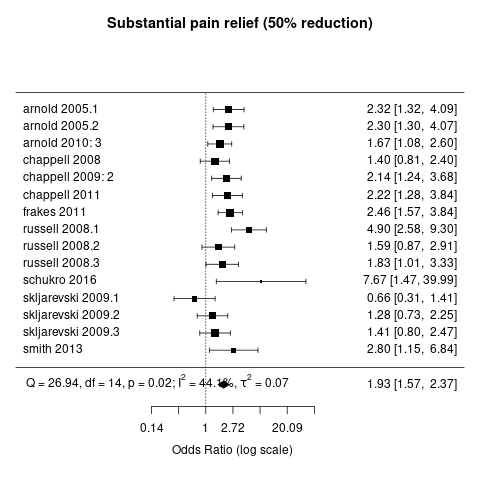 Substantial pain relief (50% reduction)
arnold 2005.1 2.32 [1.32, 4.09]
arnold 2005.2 2.30 [1.30, 4.07]
arnold 2010: 3 1.67 [1.08, 2.60]
chappell 2008 1.40 [0.81, 2.40]
chappell 2009: 2 2.14 [1.24, 3.68]
chappell 2011 2.22 [1.28, 3.84]
frakes 2011 2.46 [1.57, 3.84]
russell 2008.1 4.90 [2.58, 9.30]
russell 2008.2 1.59 [0.87, 2.91]
russell 2008.3 1.83 [1.01, 3.33]
schukro 2016 7.67 [1.47, 39.99]
skljarevski 2009.1 0.66 [0.31, 1.41]
skljarevski 2009.2 1.28 [0.73, 2.25]
skljarevski 2009.3 1.41 [0.80, 2.47]
smith 2013 2.80 [1.15, 6.84]
Q = 26.94, df = 14, p = 0.02; I² = 44.1%, τ² = 0.07 1.93 [1.57, 2.37]
0.14 1 2.72 20.09
Odds Ratio (log scale)